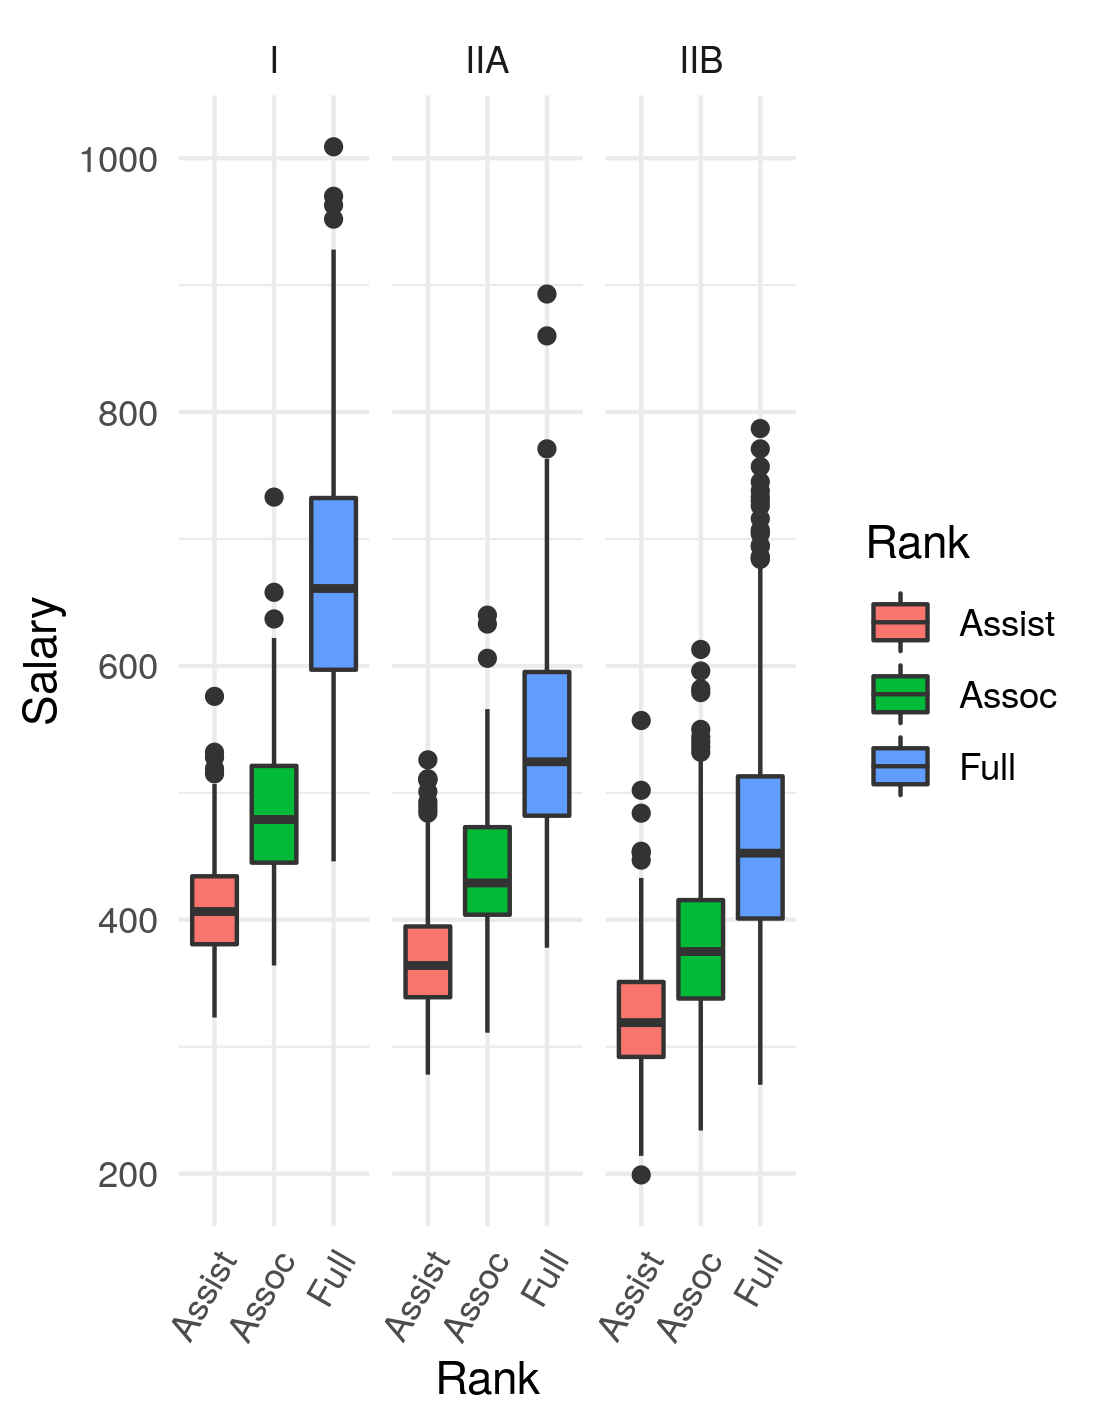 I
IIA
IIB
1000
800
600
400
200
Salary
Assist
Assoc
Full
Assist
Assoc
Full
Assist
Assoc
Full
Rank
Rank
Assist
Assoc
Full